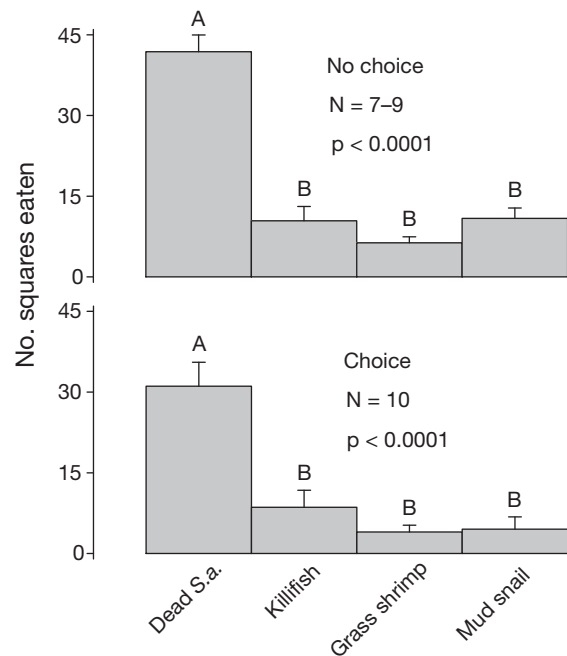 No. squares eaten
45
30
15
0
A
B
B
B
No choice
N = 7–9
p < 0.0001
45
30
15
0
A
B
B
B
Choice
N = 10
p < 0.0001
Dead S.a.
Killifish
Grass shrimp
Mud snail